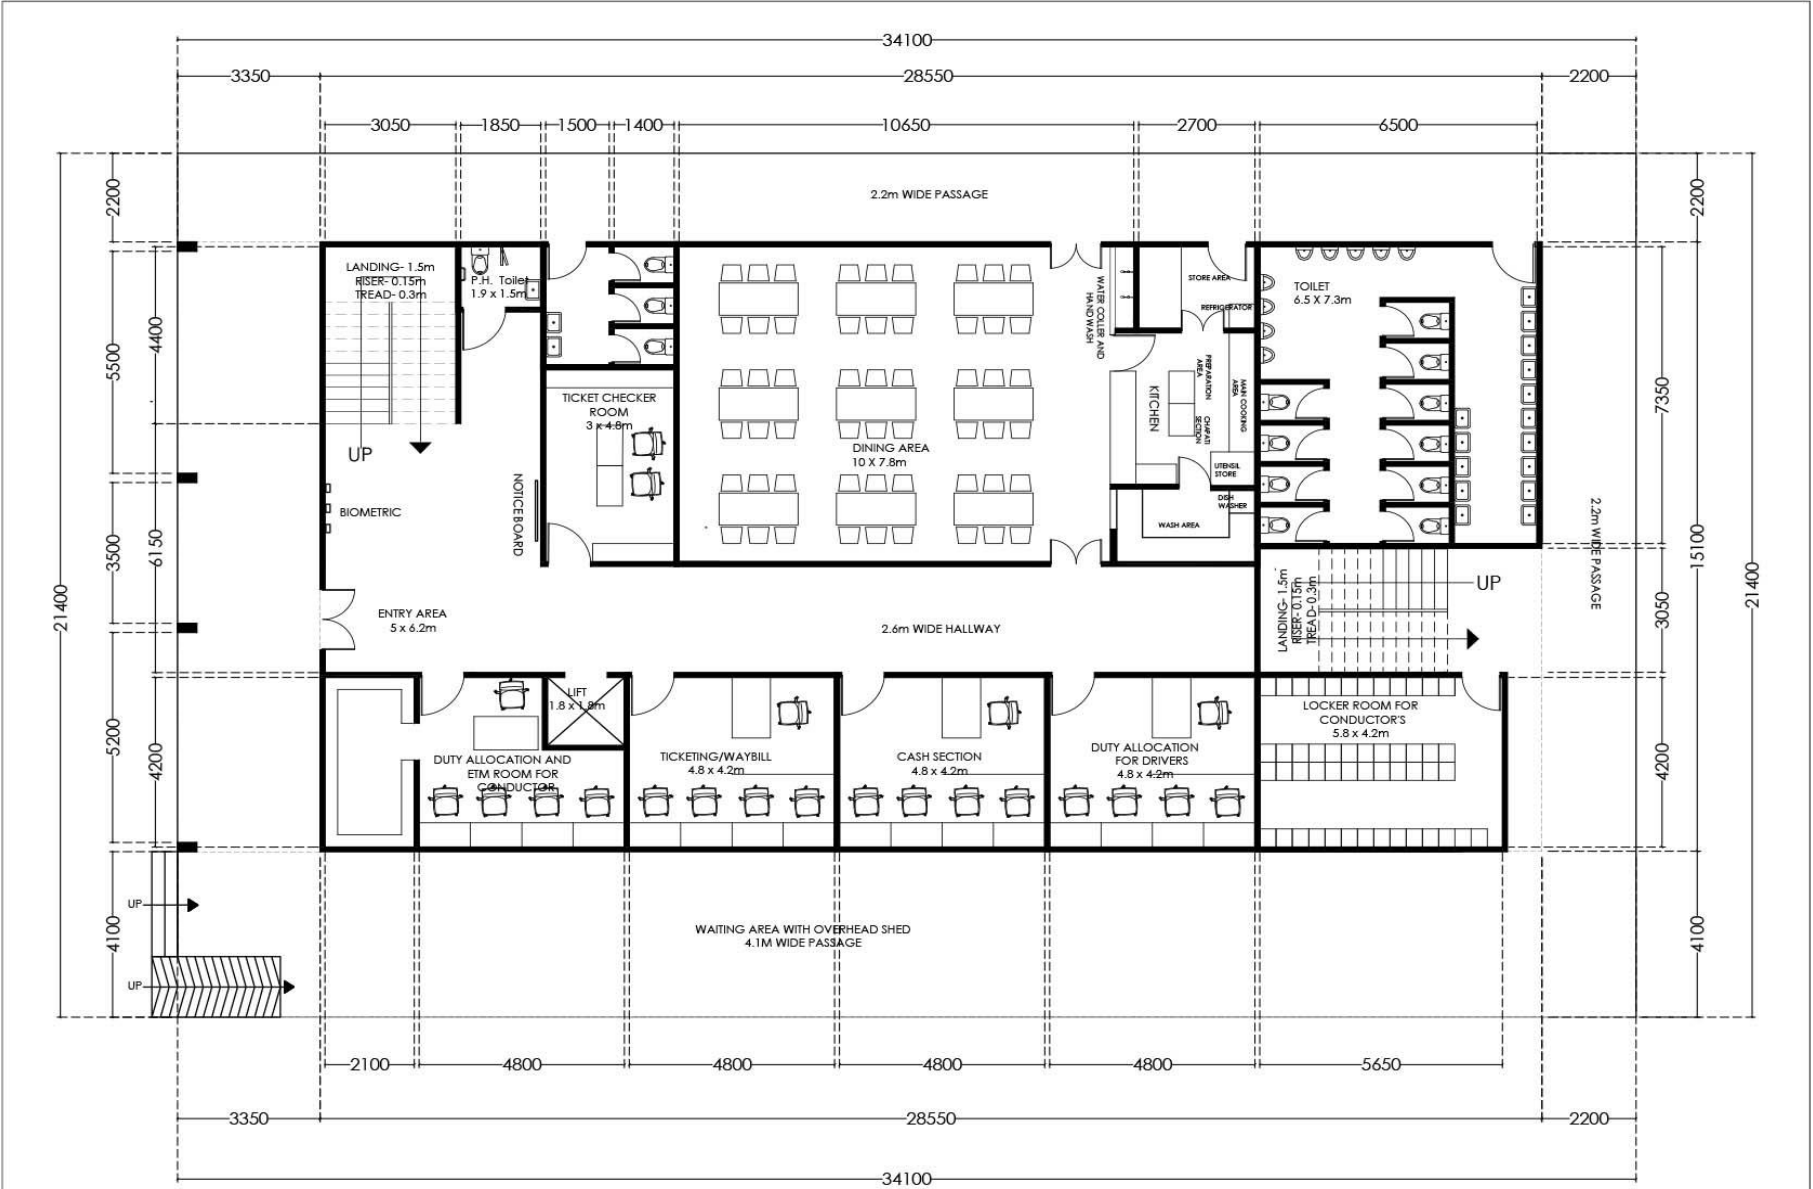 34100
3350
28550
2200
3050
1850
1500
1400
10650
2700
6500
2200
2.2m WIDE PASSAGE
2200
LANDING- 1.5m
RISER- 0.15m
TREAD- 0.3m
P.H. Toilet
1.9 x 1.5m
STORE AREA
REFRIGERATOR
TOILET
6.5 X 7.3m
WATER COLLER AND
HANDWASH
4400
5500
TICKET CHECKER
ROOM
3 x 4.8m
PREPARATION
AREA
MAIN COOKING
AREA
KITCHEN
CHAPATI
SECTION
7350
UP
DINING AREA
10 X 7.8m
UTENSIL
STORE
NOTICEBOARD
BIOMETRIC
DISH
WASHER
WASH AREA
2.2m WIDE PASSAGE
3500
6150
15100
21400
21400
ENTRY AREA
5 x 6.2m
2.6m WIDE HALLWAY
LANDING- 1.5m
RISER- 0.15m
TREAD- 0.3m
UP
3050
LIFT
1.8 x 1.8m
LOCKER ROOM FOR
CONDUCTOR'S
5.8 x 4.2m
5200
4200
DUTY ALLOCATION AND
ETM ROOM FOR
CONDUCTOR
TICKETING/WAYBILL
4.8 x 4.2m
CASH SECTION
4.8 x 4.2m
DUTY ALLOCATION
FOR DRIVERS
4.8 x 4.2m
4200
UP
4100
WAITING AREA WITH OVERHEAD SHED
4.1M WIDE PASSAGE
4100
UP
2100
4800
4800
4800
4800
5650
3350
28550
2200
34100